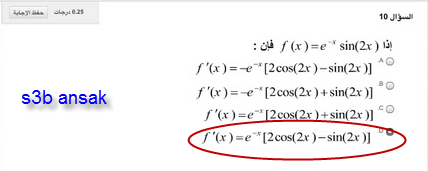 السؤال 10
0.25 درجات
حفظ الإجابة
إذا f(x)=e^{-x} sin(2x) فإن :
A f'(x)=-e^{-x}[2cos(2x)-sin(2x)]
B f'(x)=-e^{-x}[2cos(2x)+sin(2x)]
C f'(x)=e^{-x}[2cos(2x)+sin(2x)]
D f'(x)=e^{-x}[2cos(2x)-sin(2x)]
s3b ansak